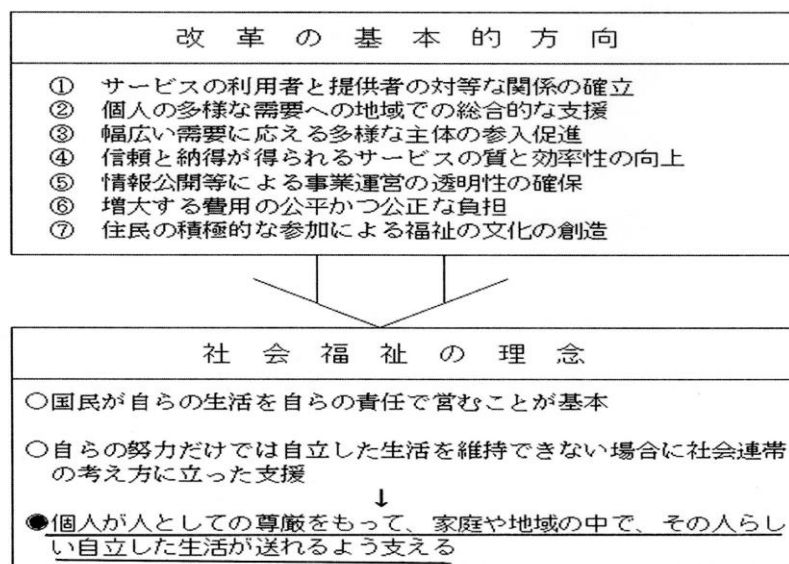 改革の基本的方向
① サービスの利用者と提供者の対等な関係の確立
② 個人の多様な需要への地域での総合的な支援
③ 幅広い需要に応える多様な主体の参入促進
④ 信頼と納得が得られるサービスの質と効率性の向上
⑤ 情報公開等による事業運営の透明性の確保
⑥ 増大する費用の公平かつ公正な負担
⑦ 住民の積極的な参加による福祉の文化の創造
社会福祉の理念
○国民が自らの生活を自らの責任で営むことが基本
○自らの努力だけでは自立した生活を維持できない場合に社会連帯
の考え方に立った支援
↓
●個人が人としての尊厳をもって、家庭や地域の中で、その人らし
い自立した生活が送れるよう支える